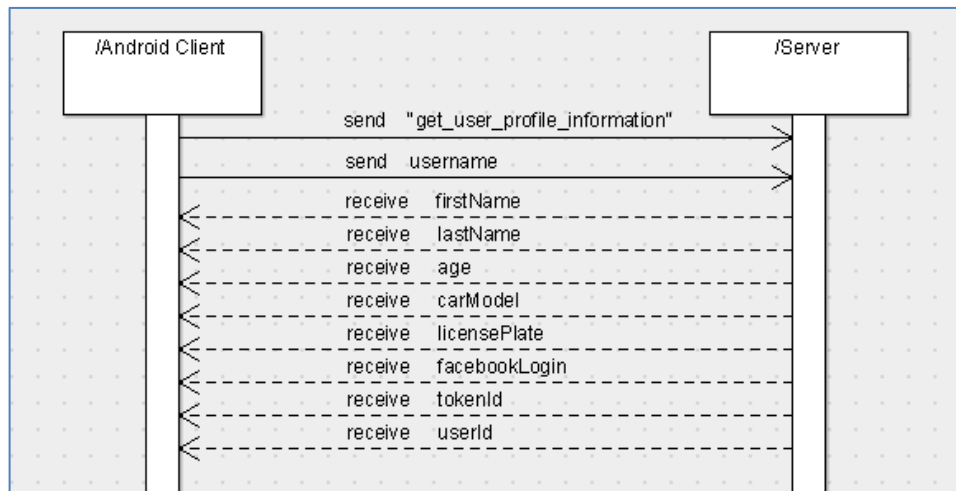 /Android Client
/Server
send "get_user_profile_information"
send username
receive firstName
receive lastName
receive age
receive carModel
receive licensePlate
receive facebookLogin
receive tokenId
receive userId